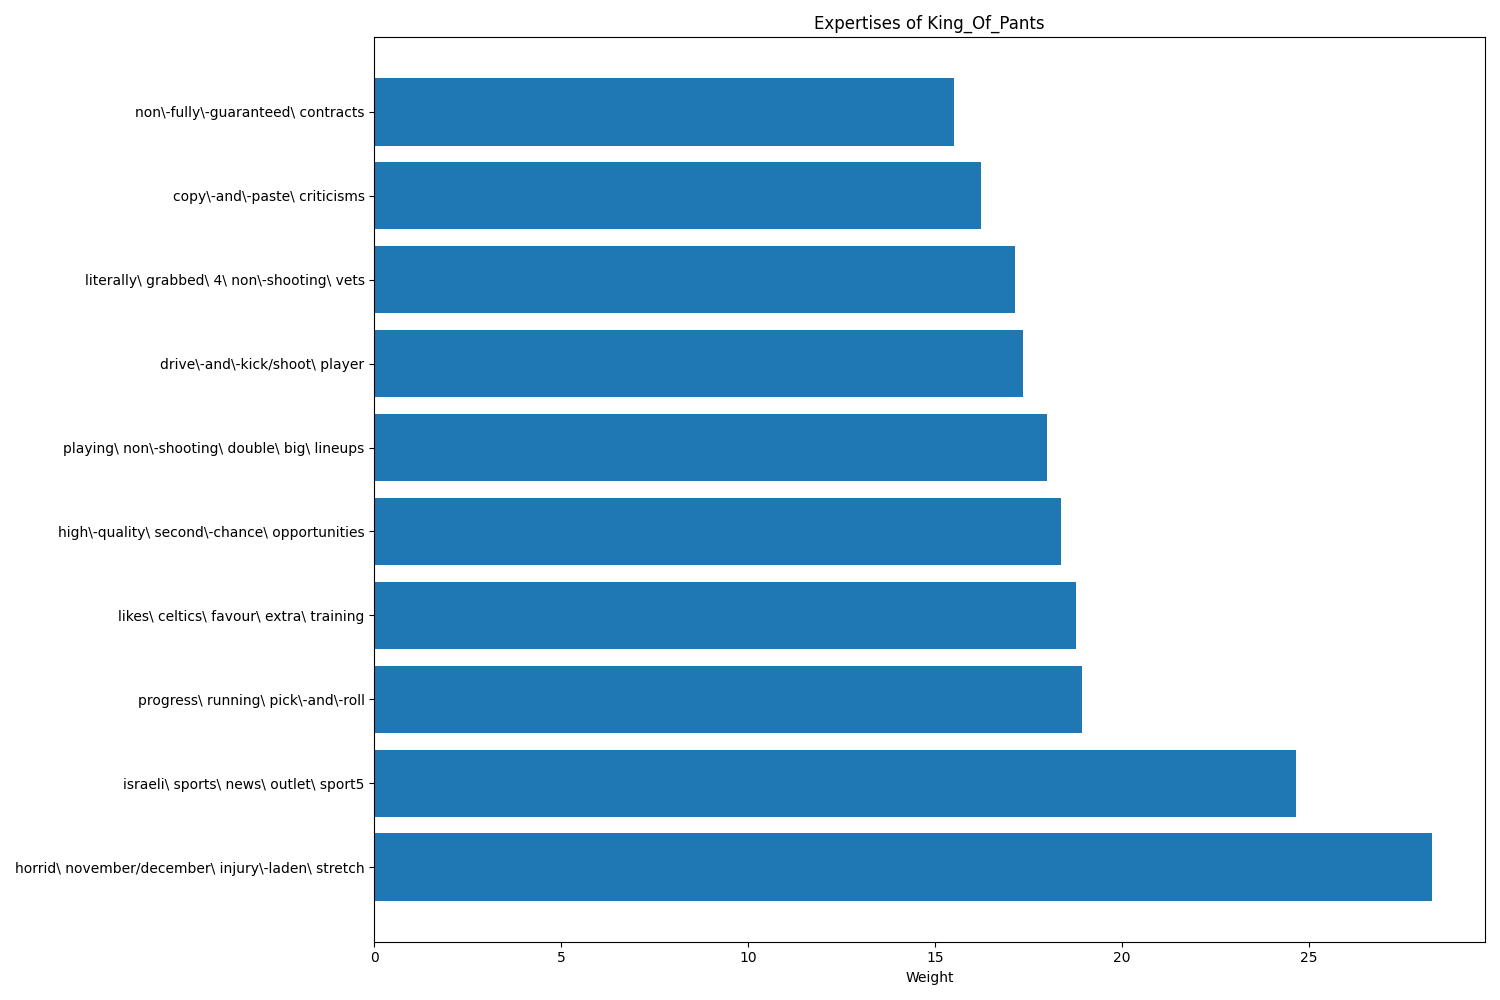 Expertises of King_Of_Pants
non\-fully\-guaranteed\ contracts
copy\-and\-paste\ criticisms
literally\ grabbed\ 4\ non\-shooting\ vets
drive\-and\-kick/shoot\ player
playing\ non\-shooting\ double\ big\ lineups
high\-quality\ second\-chance\ opportunities
likes\ celtics\ favour\ extra\ training
progress\ running\ pick\-and\-roll
israeli\ sports\ news\ outlet\ sport5
horrid\ november/december\ injury\-laden\ stretch
0 5 10 15 20 25
Weight